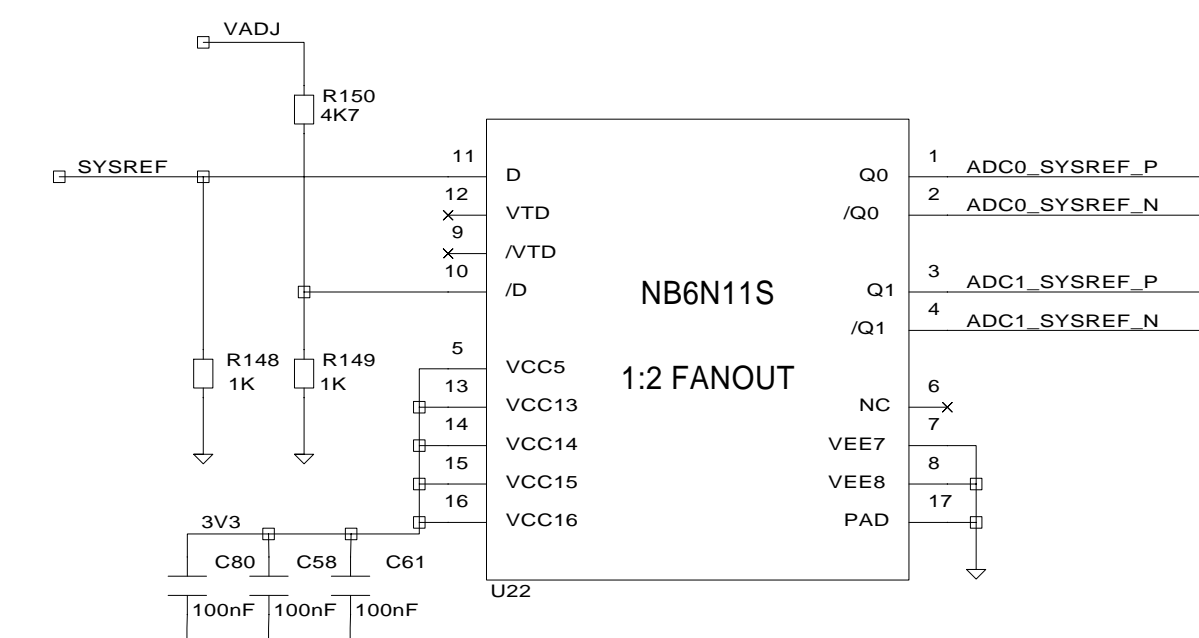 VADJ
R150
4K7
SYSREF
11
D
12
VTD
9
/VTD
10
/D
R148
1K
R149
1K
5
VCC5
13
VCC13
14
VCC14
15
VCC15
16
VCC16
3V3
C80
100nF
C58
100nF
C61
100nF
NB6N11S
1:2 FANOUT
U22
Q0
1
ADC0_SYSREF_P
/Q0
2
ADC0_SYSREF_N
Q1
3
ADC1_SYSREF_P
/Q1
4
ADC1_SYSREF_N
NC
6
VEE7
7
VEE8
8
PAD
17